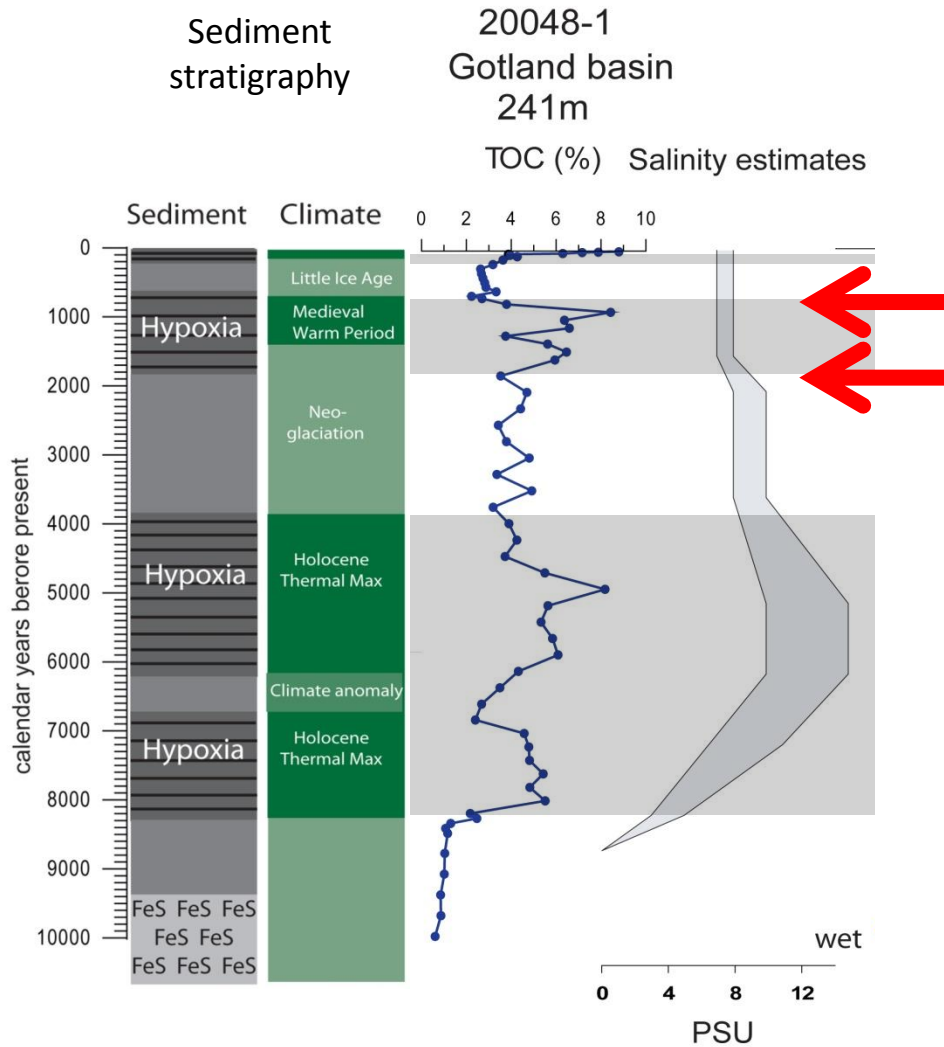 Sediment
stratigraphy
20048-1
Gotland basin
241m
TOC (%) Salinity estimates
Sediment Climate
0 2 4 6 8 10
calendar years berore present
0
1000
2000
3000
4000
5000
6000
7000
8000
9000
10000
Hypoxia
Hypoxia
Hypoxia
FeS FeS FeS
FeS FeS
FeS FeS FeS
Little Ice Age
Medieval
Warm Period
Neo-
glaciation
Holocene
Thermal Max
Climate anomaly
Holocene
Thermal Max
wet
0 4 8 12
PSU